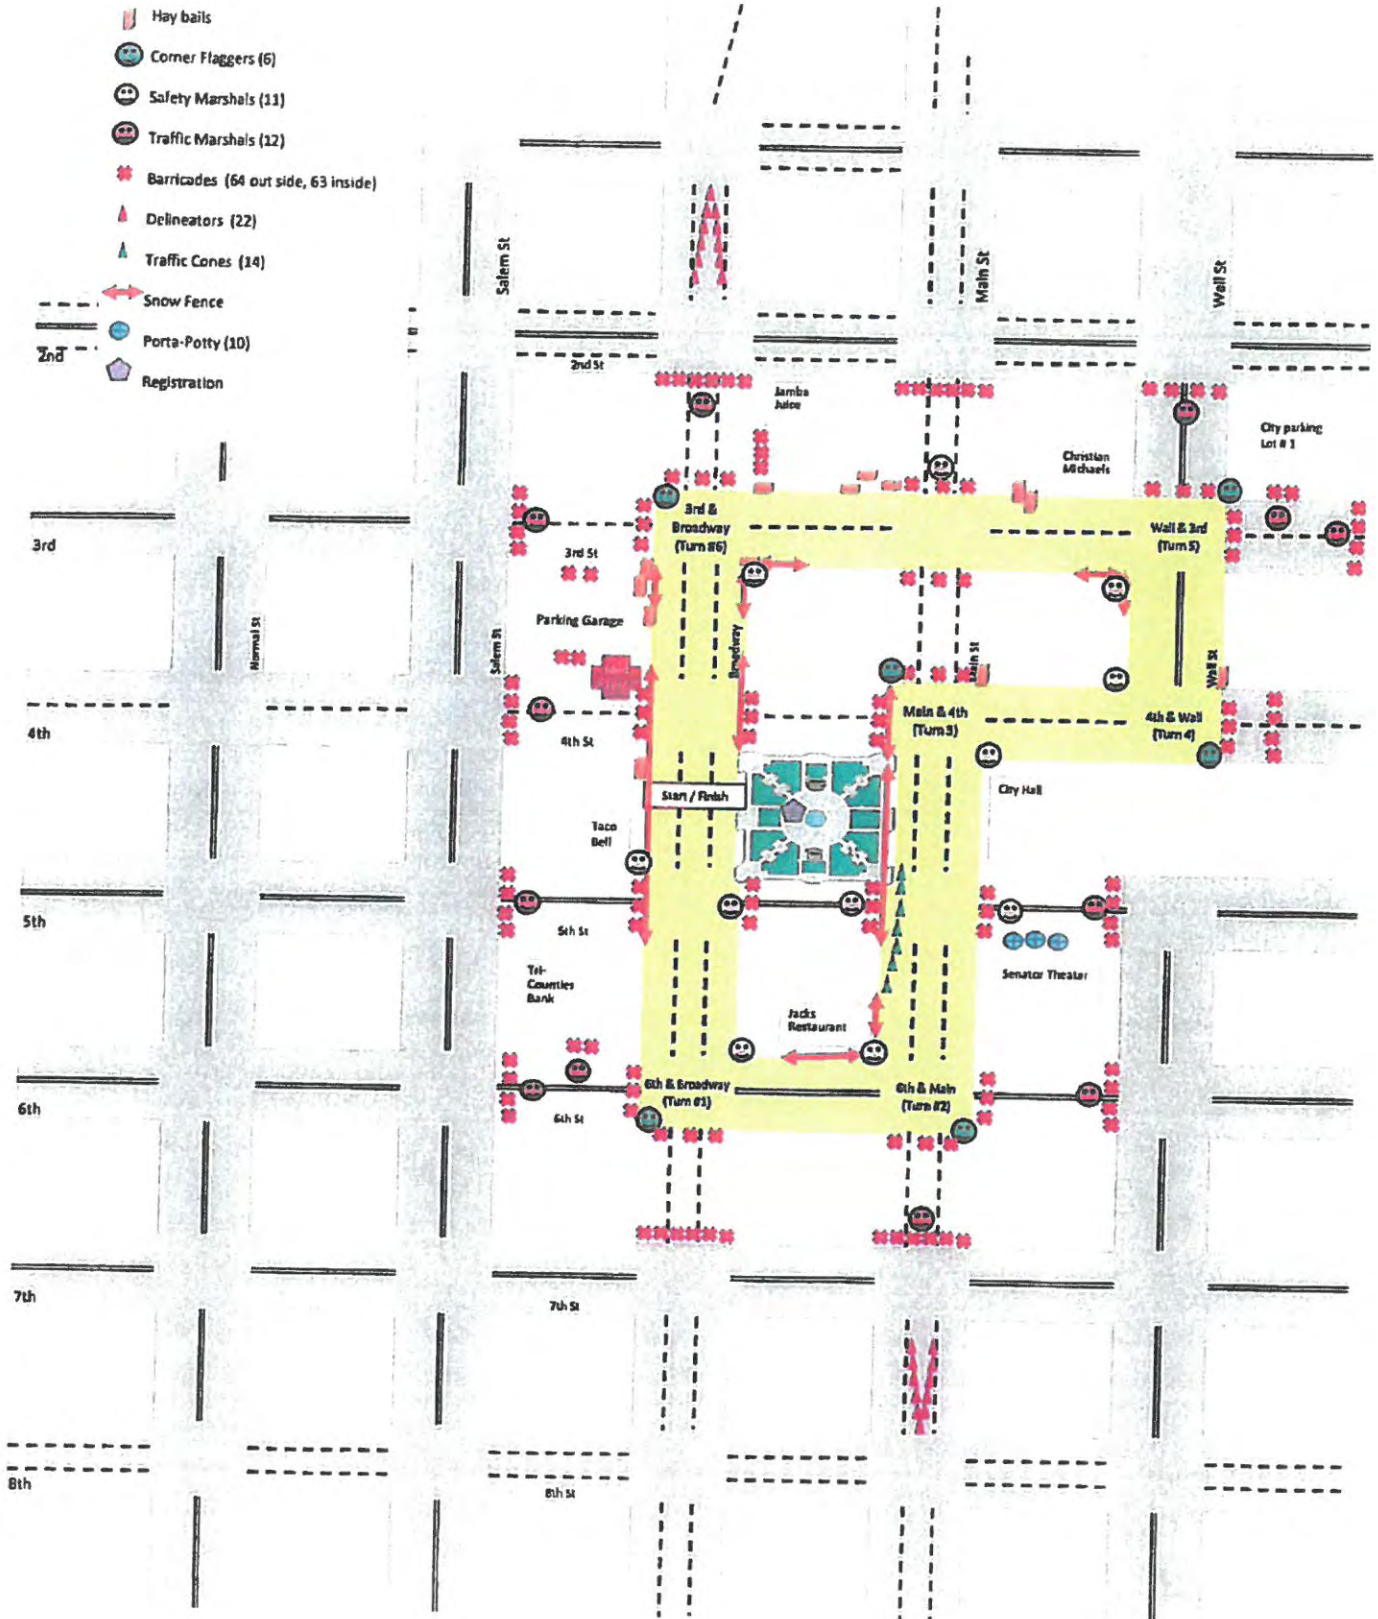 Hay bails
Corner Flaggers (6)
Safety Marshals (11)
Traffic Marshals (12)
Barricades (64 out side, 63 inside)
Delineators (22)
Traffic Cones (14)
Snow Fence
Porta-Potty (10)
Registration
Salem St
Main St
Wall St
2nd
2nd St
Jamba
Juice
Christian
Michaels
City parking
Lot # 1
3rd
3rd &
Broadway
(Turn #6)
Wall & 3rd
(Turn 5)
3rd St
Parking Garage
Normal St
Salem St
Broadway
Main St
Wall St
4th
4th St
Main & 4th
(Turn 3)
4th & Wall
(Turn 4)
Start / Finish
City Hall
Taco
Bell
5th
5th St
Tri-
Counties
Bank
Senator Theater
Jacks
Restaurant
6th
6th & Broadway
(Turn #1)
6th & Main
(Turn #2)
6th St
7th
7th St
8th
8th St